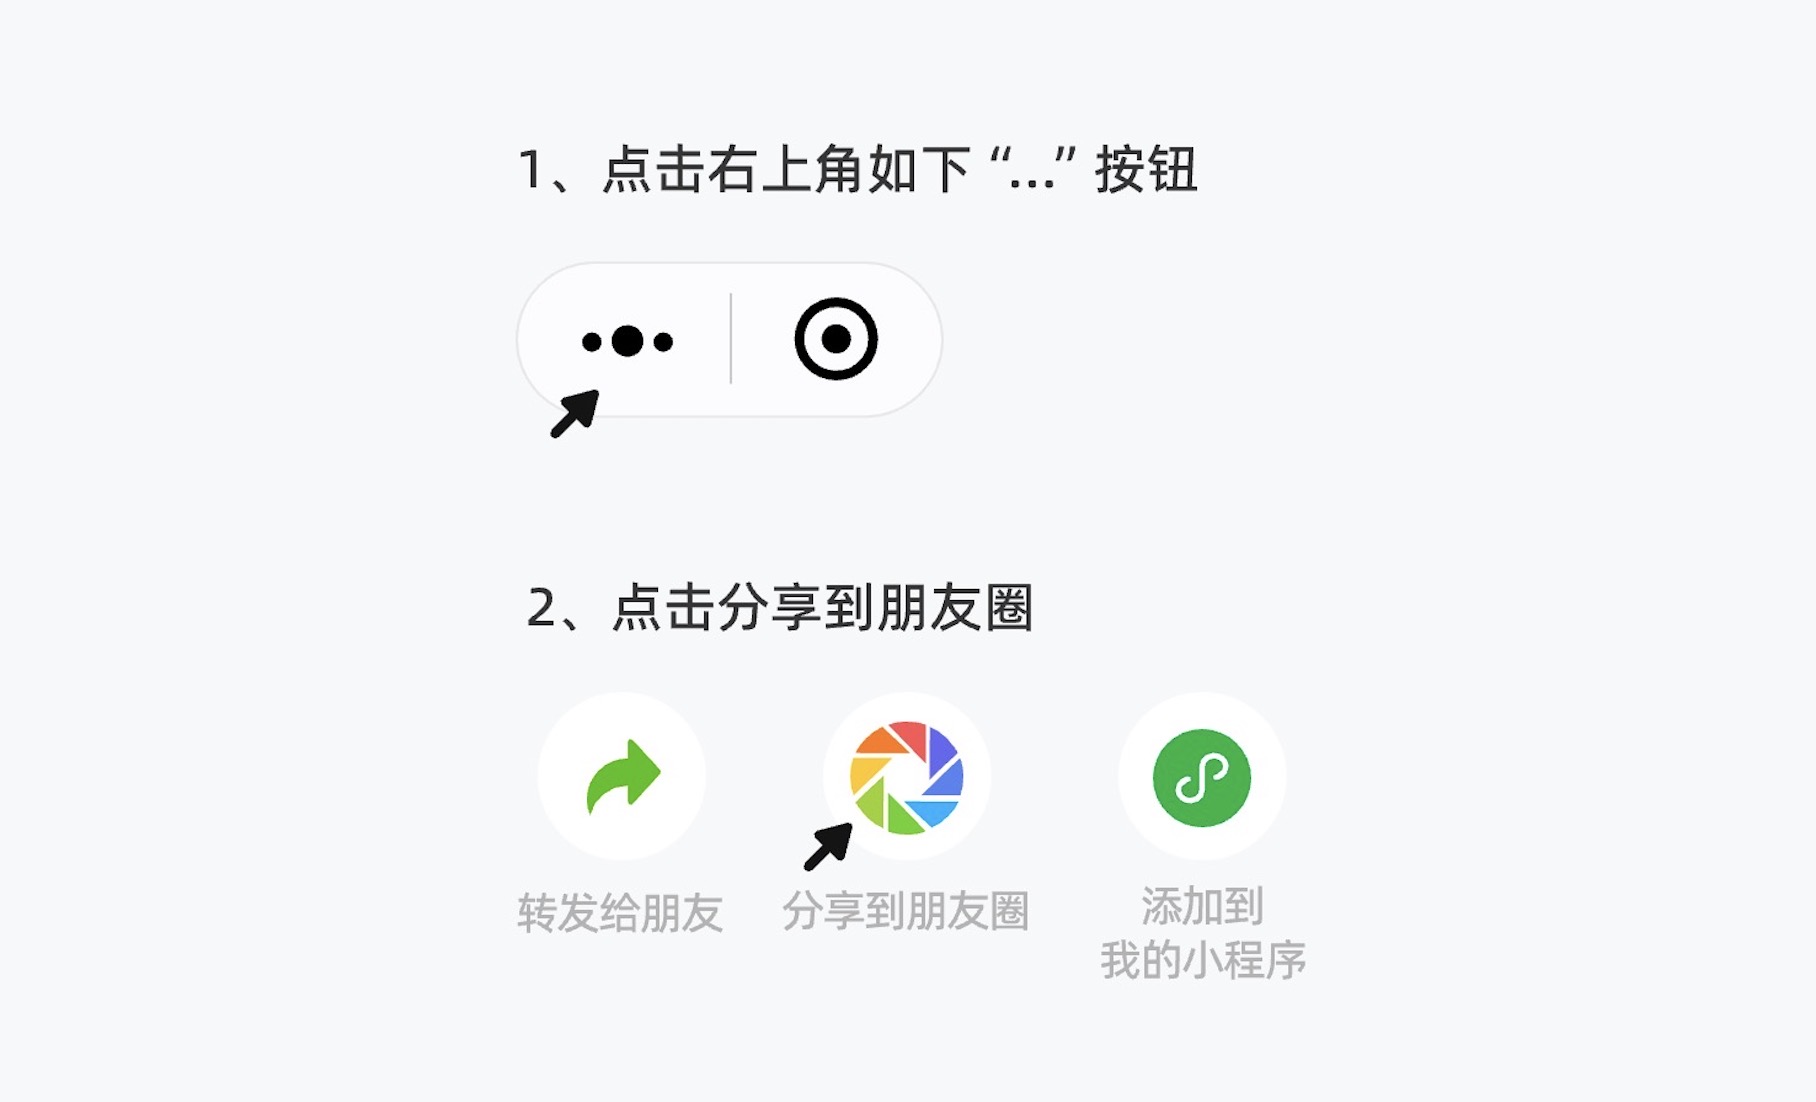 1、点击右上角如下“...”按钮
2、点击分享到朋友圈
转发给朋友
分享到朋友圈
添加到
我的小程序